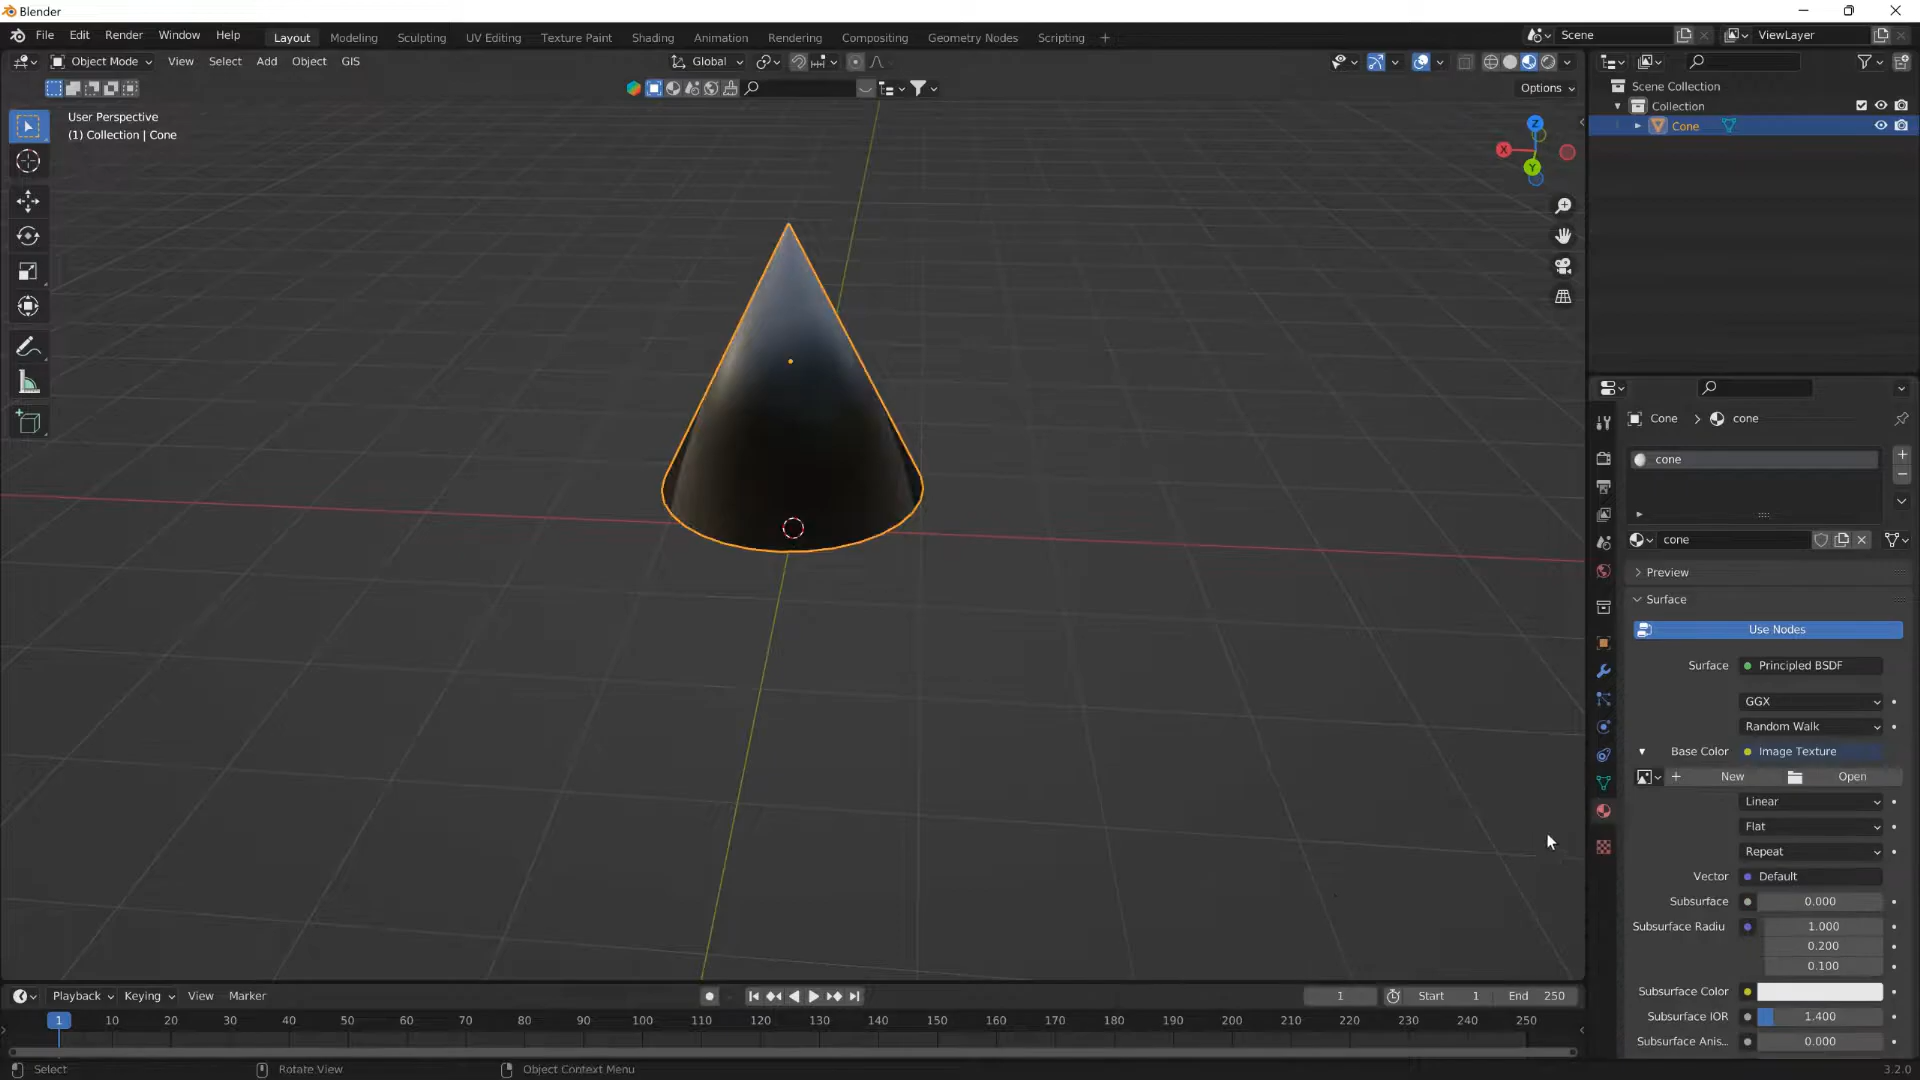 Blender
File Edit Render Window Help Layout Modeling Sculpting UV Editing Texture Paint Shading Animation Rendering Compositing Geometry Nodes Scripting + Scene ViewLayer
Object Mode View Select Add Object GIS Global
Options
User Perspective
(1) Collection | Cone
Z
X
Y
Scene Collection
Collection
Cone
Cone > cone
cone
cone
Preview
Surface
Use Nodes
Surface Principled BSDF
GGX
Random Walk
Base Color Image Texture
New Open
Linear
Flat
Repeat
Vector Default
Subsurface 0.000
Subsurface Radiu 1.000
0.200
0.100
Subsurface Color
Subsurface IOR 1.400
Subsurface Anis... 0.000
Playback Keying View Marker 1 Start 1 End 250
1 10 20 30 40 50 60 70 80 90 100 110 120 130 140 150 160 170 180 190 200 210 220 230 240 250
Select Rotate View Object Context Menu 3.2.0